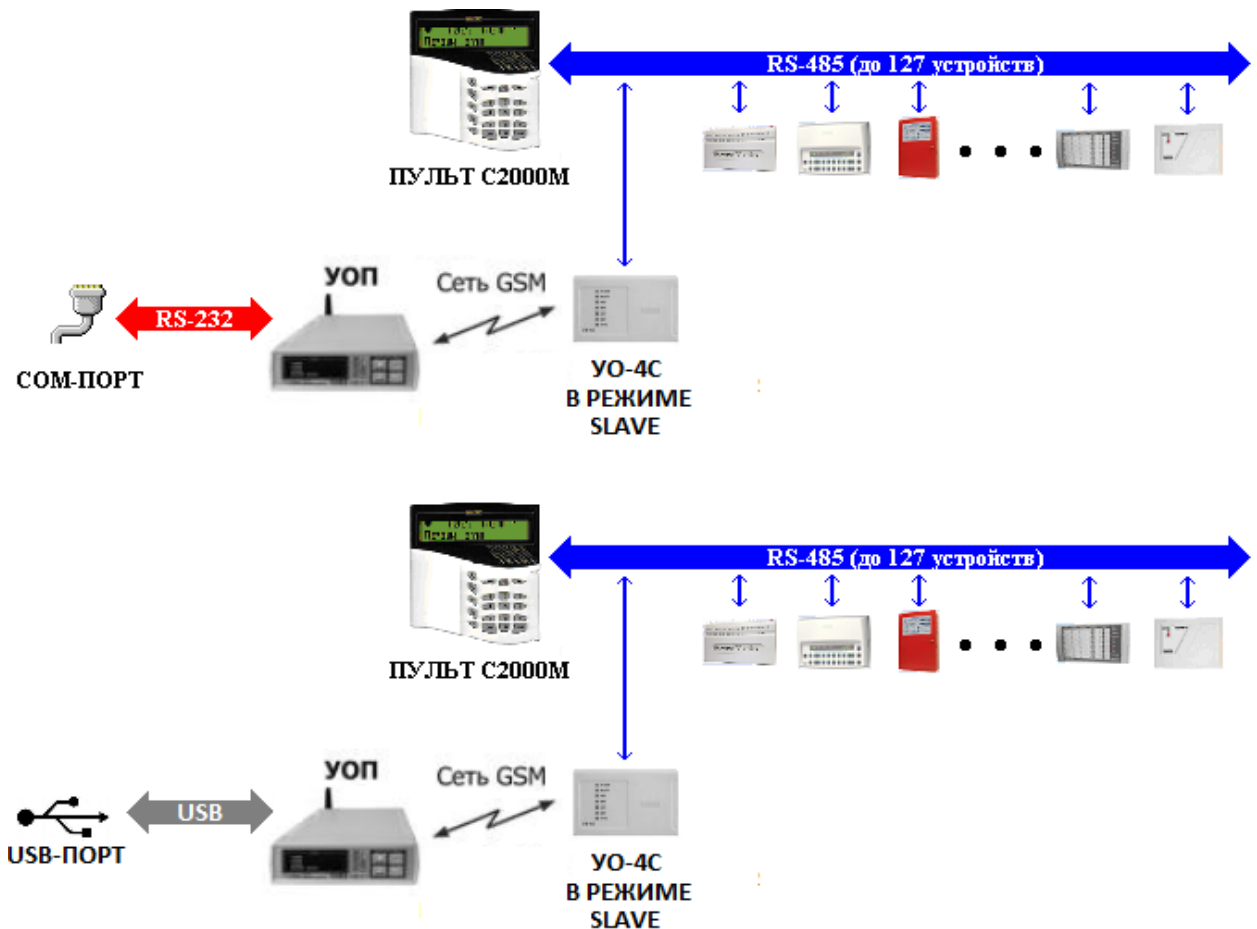 RS-485 (до 127 устройств)
ПУЛЬТ С2000М
УОП
Сеть GSM
RS-232
COM-ПОРТ
УО-4С
В РЕЖИМЕ
SLAVE
RS-485 (до 127 устройств)
ПУЛЬТ С2000М
УОП
Сеть GSM
USB
USB-ПОРТ
УО-4С
В РЕЖИМЕ
SLAVE